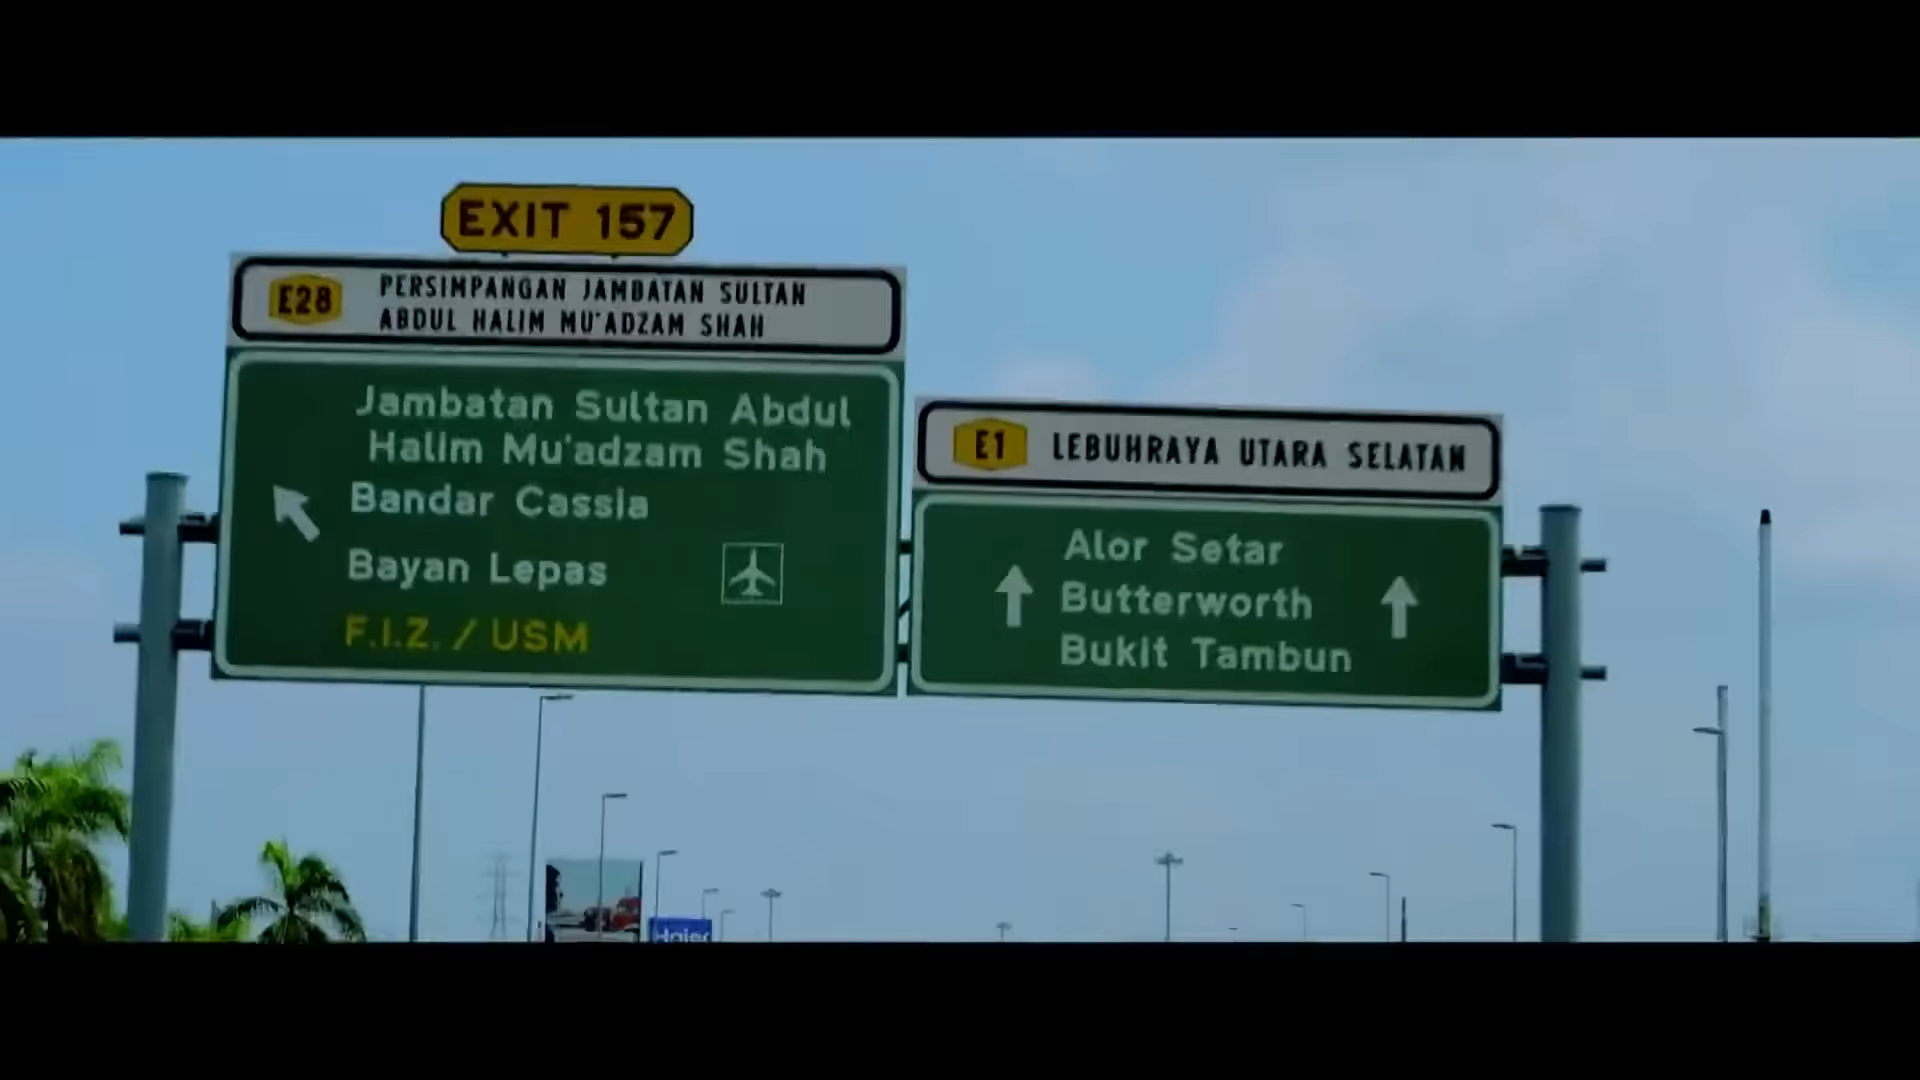 EXIT 157
E28
PERSIMPANGAN JAMBATAN SULTAN
ABDUL HALIM MU'ADZAM SHAH
Jambatan Sultan Abdul
Halim Mu'adzam Shah
Bandar Cassia
Bayan Lepas
F.I.Z. / USM
E1
LEBUHRAYA UTARA SELATAN
Alor Setar
Butterworth
Bukit Tambun
Haier